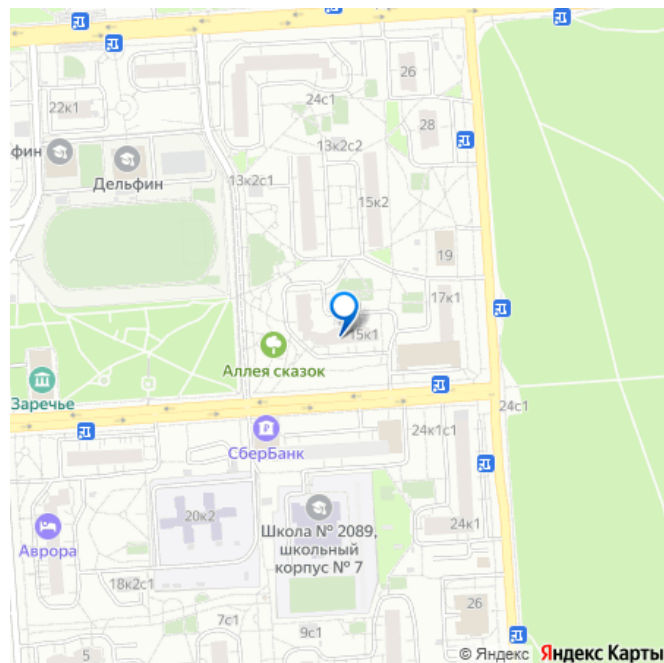 26
24с1
22к1
28
13к2с2
фин
Дельфин
13к2с1
15к2
19
17к1
15к1
Аллея сказок
Заречье
24с1
24к1с1
СберБанк
20к2
Школа № 2089,
школьный
корпус № 7
24к1
Аврора
18к2с1
26
7с1
9с1
5
© Яндекс Яндекс Карты